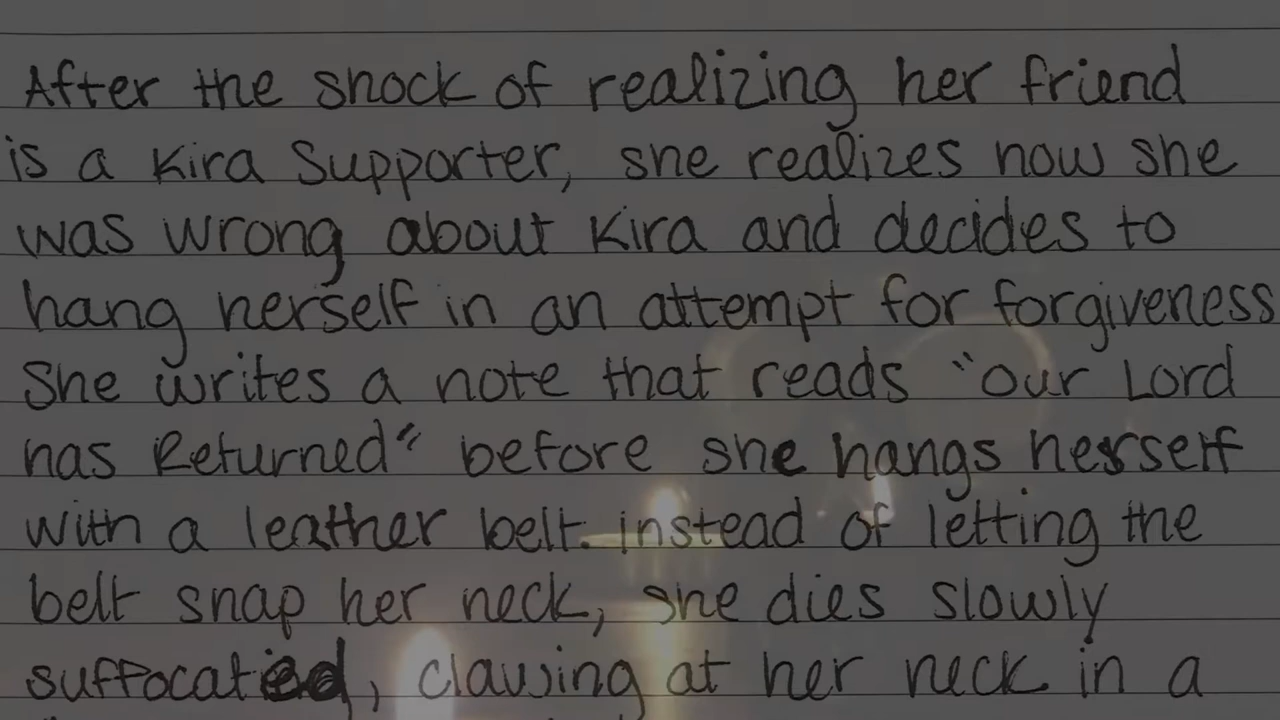 After the shock of realizing her friend
is a Kira Supporter, she realizes now she
was wrong about Kira and decides to
hang herself in an attempt for forgiveness
She writes a note that reads "our Lord
has Returned" before she hangs herself
with a leather belt. instead of letting the
belt snap her neck, she dies slowly
suffocated, clawing at her neck in a